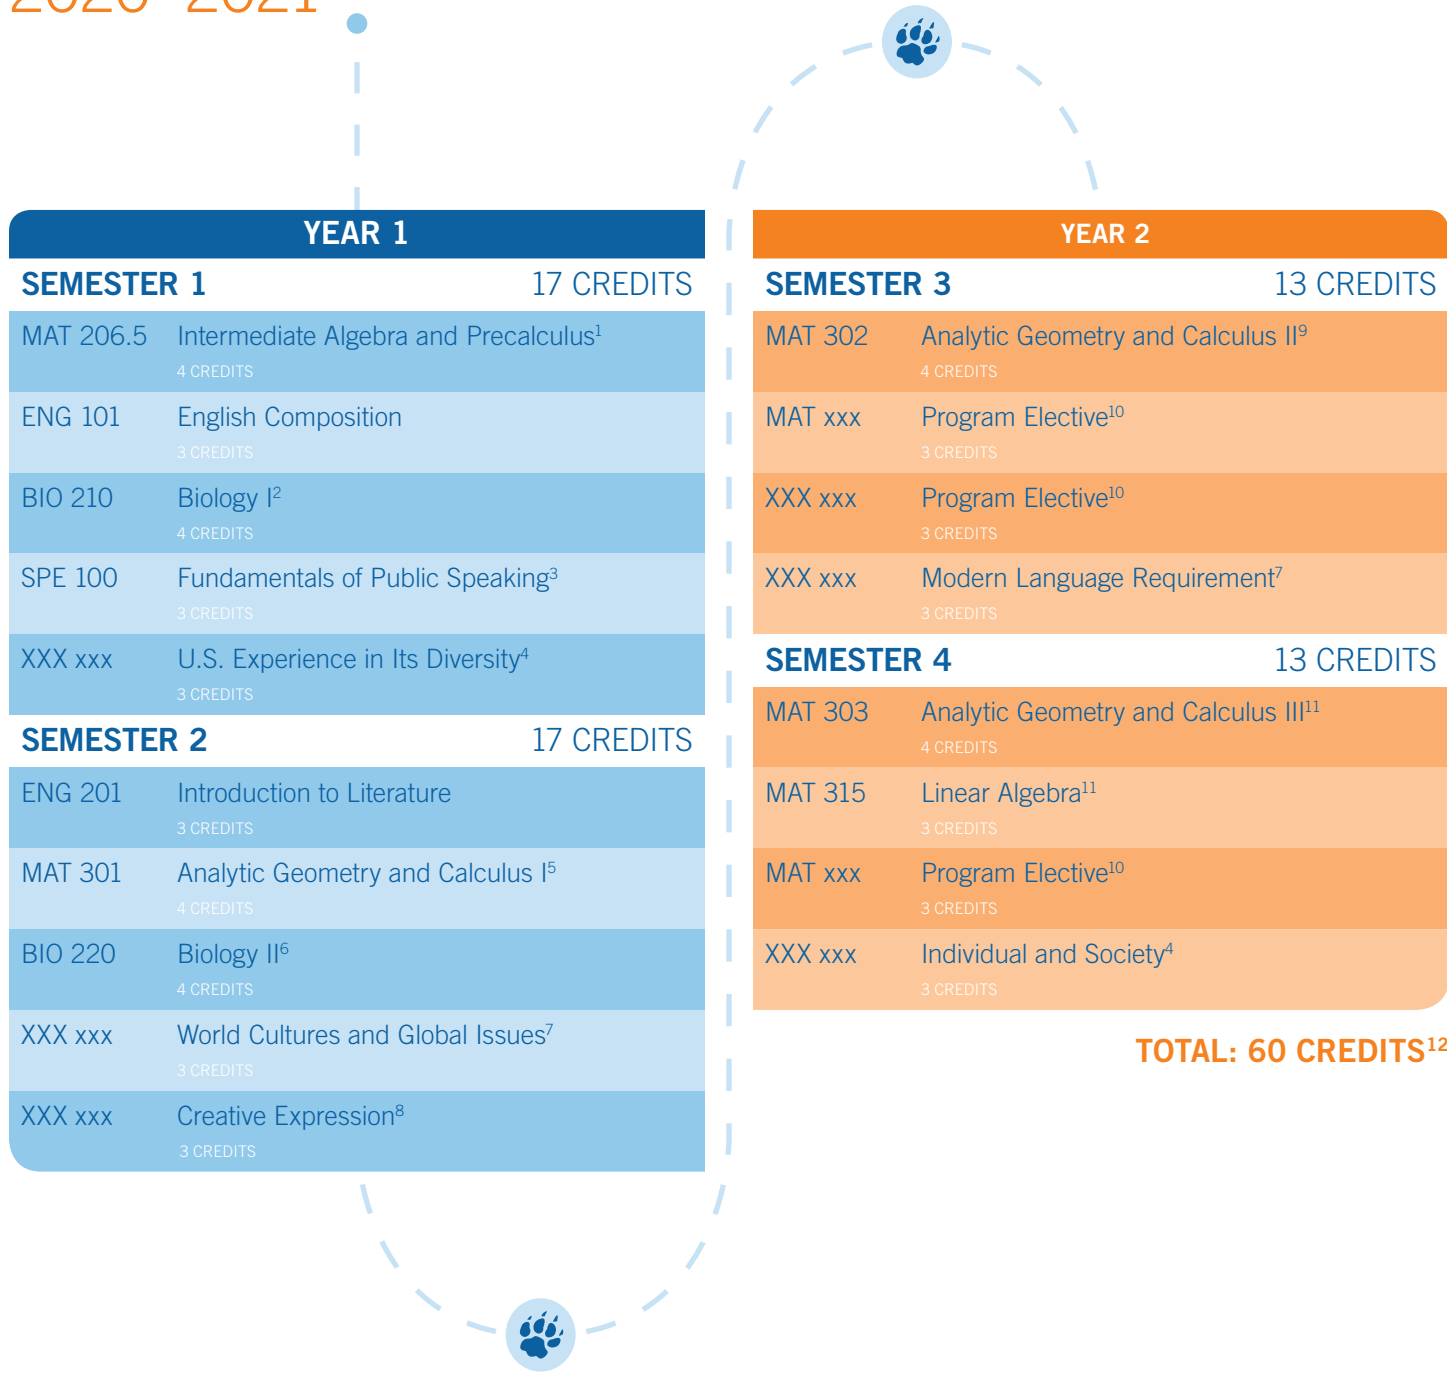 2020–2021
YEAR 1
SEMESTER 1 17 CREDITS
MAT 206.5 Intermediate Algebra and Precalculus¹
4 CREDITS
ENG 101 English Composition
3 CREDITS
BIO 210 Biology I²
4 CREDITS
SPE 100 Fundamentals of Public Speaking³
3 CREDITS
XXX xxx U.S. Experience in Its Diversity⁴
3 CREDITS
SEMESTER 2 17 CREDITS
ENG 201 Introduction to Literature
3 CREDITS
MAT 301 Analytic Geometry and Calculus I⁵
4 CREDITS
BIO 220 Biology II⁶
4 CREDITS
XXX xxx World Cultures and Global Issues⁷
3 CREDITS
XXX xxx Creative Expression⁸
3 CREDITS
YEAR 2
SEMESTER 3 13 CREDITS
MAT 302 Analytic Geometry and Calculus II⁹
4 CREDITS
MAT xxx Program Elective¹⁰
3 CREDITS
XXX xxx Program Elective¹⁰
3 CREDITS
XXX xxx Modern Language Requirement⁷
3 CREDITS
SEMESTER 4 13 CREDITS
MAT 303 Analytic Geometry and Calculus III¹¹
4 CREDITS
MAT 315 Linear Algebra¹¹
3 CREDITS
MAT xxx Program Elective¹⁰
3 CREDITS
XXX xxx Individual and Society⁴
3 CREDITS
TOTAL: 60 CREDITS¹²